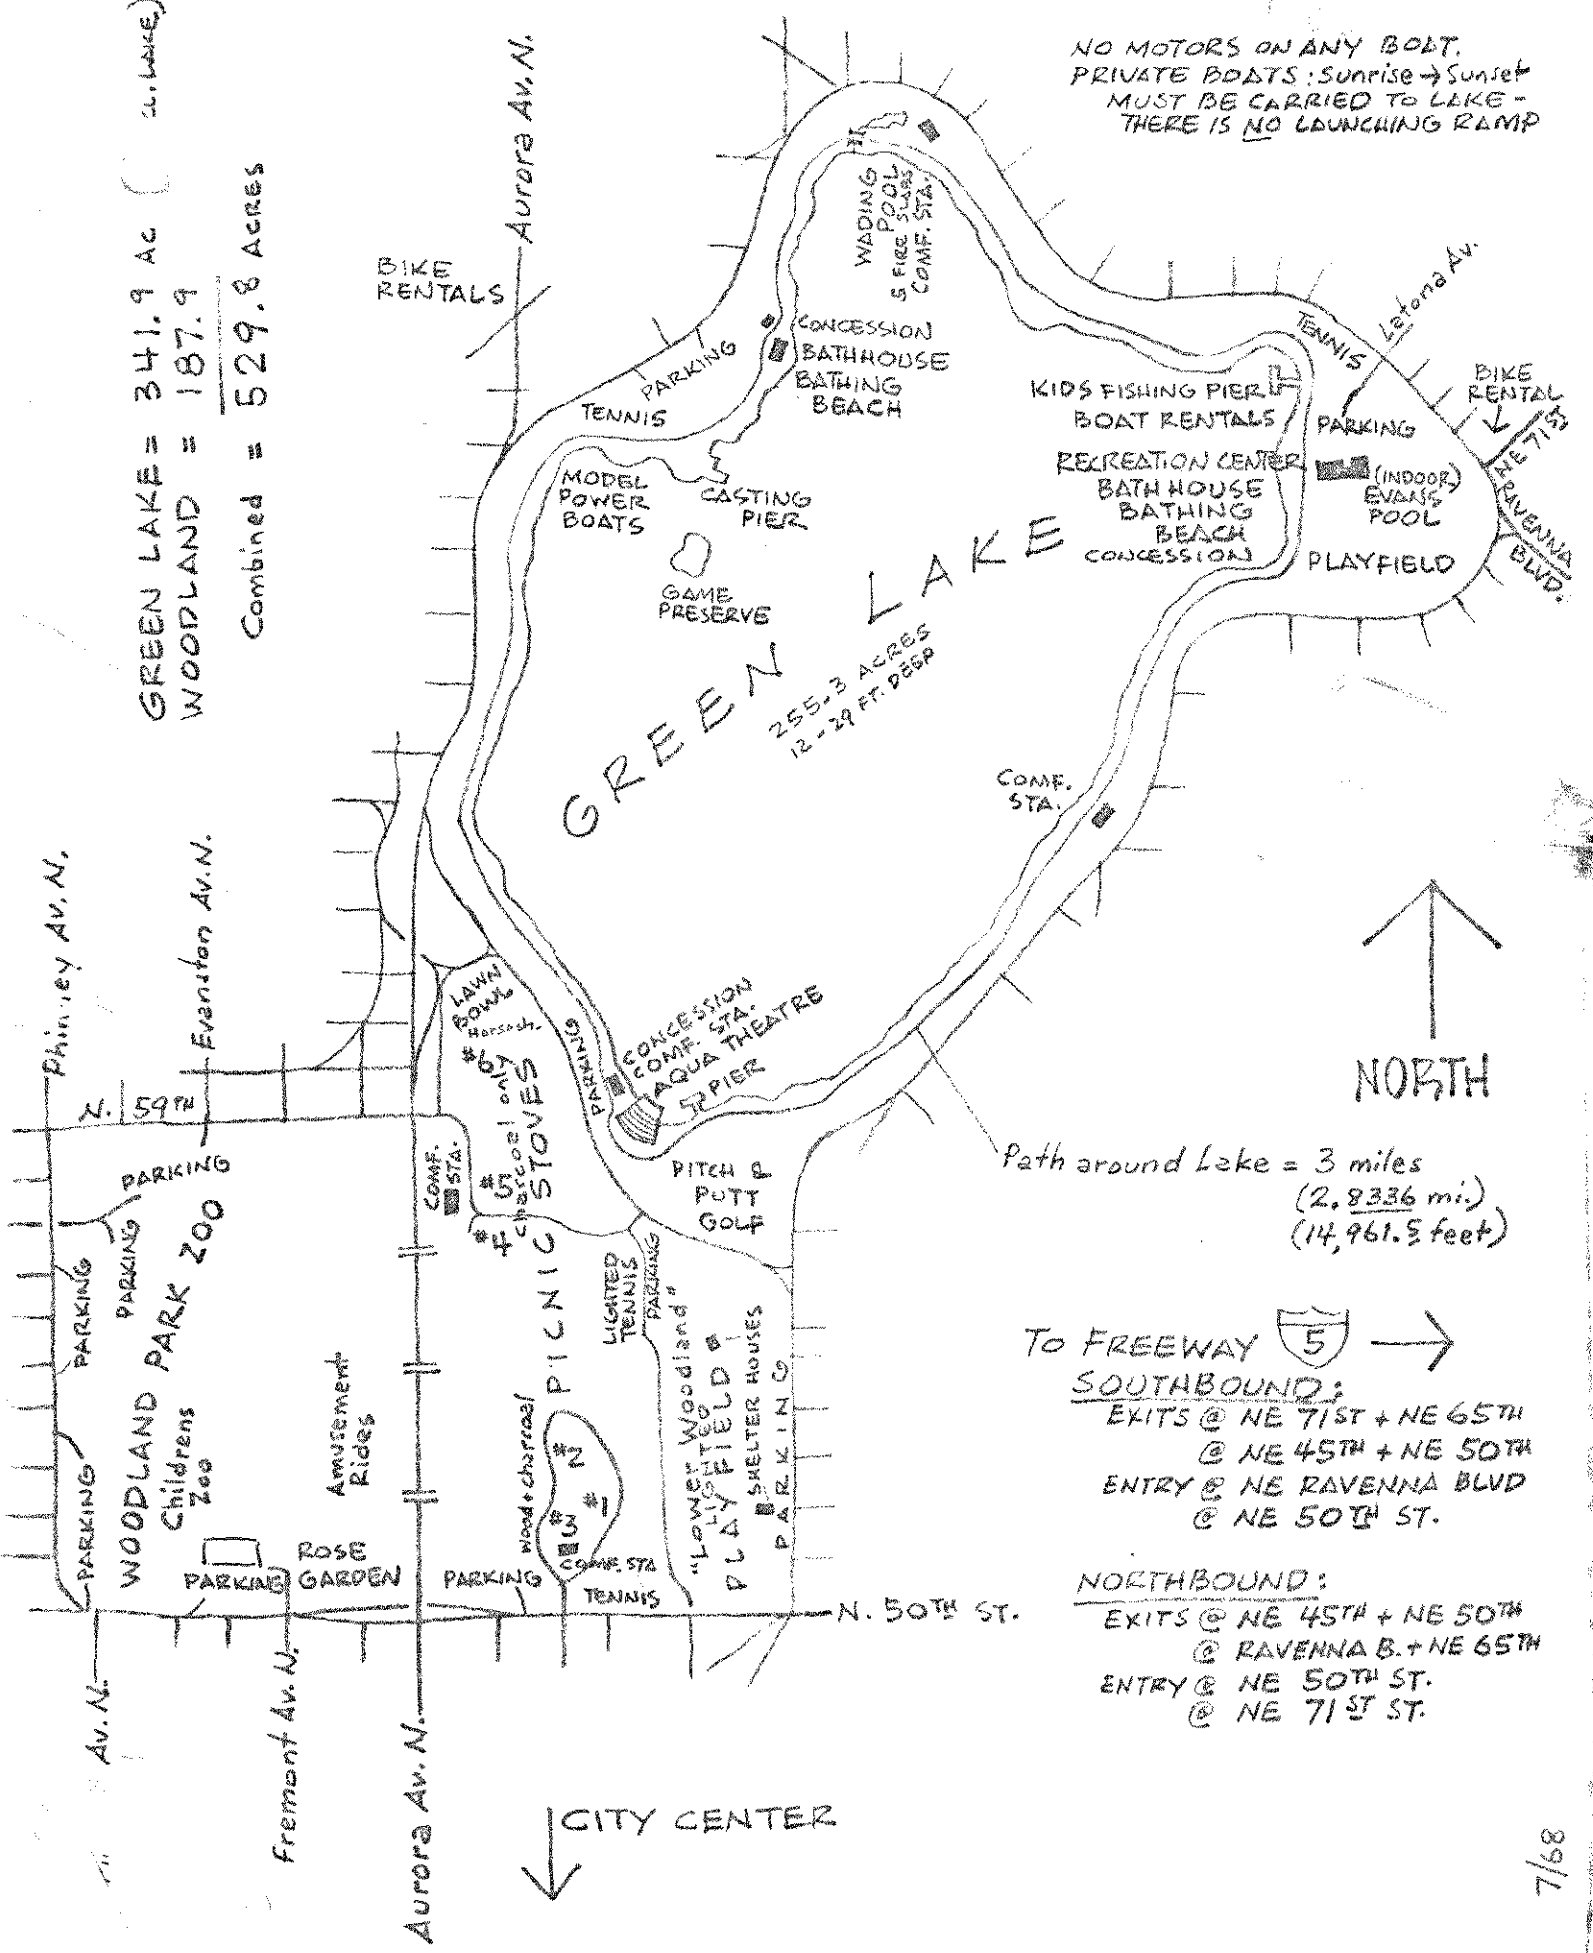 NO MOTORS ON ANY BOAT.
PRIVATE BOATS: Sunrise → Sunset
MUST BE CARRIED TO LAKE -
THERE IS NO LAUNCHING RAMP
GREEN LAKE = 341.9 AC (
LAKE)
WOODLAND = 187.9
Combined = 529.8 ACRES
Aurora Av. N.
BIKE
RENTALS
WADING
POOL
5 FIRE SLABS
COMF. STA.
CONCESSION
BATHHOUSE
BATHING
BEACH
PARKING
TENNIS
MODEL
POWER
BOATS
CASTING
PIER
GAME
PRESERVE
GREEN LAKE
255.3 ACRES
12-29 FT. DEEP
TENNIS
Latona Av.
KIDS FISHING PIER
BOAT RENTALS
PARKING
BIKE
RENTAL
NE 71ST
RAVENNA
BLVD.
RECREATION CENTER
BATH HOUSE
BATHING
BEACH
CONCESSION
(INDOOR)
EVANS
POOL
PLAYFIELD
COMF.
STA.
Phinney Av. N.
Evanston Av. N.
N. 59TH
LAWN
BOWL
Horsesh.
#6
PARKING
CONCESSION
COMF. STA.
AQUA THEATRE
PIER
NORTH
PARKING
PARKING
PARKING
PARKING
WOODLAND PARK ZOO
Childrens
Zoo
Amusement
Rides
COMF.
STA.
#5
#4
charcoal only
PICNIC STOVES
PITCH &
PUTT
GOLF
LIGHTED
TENNIS
PARKING
"Lower Woodland"
LIGHTED
PLAYFIELD
SHELTER HOUSES
PARKING
wood + charcoal
#2
#1
#3
COMF. STA
TENNIS
PARKING
ROSE
GARDEN
PARKING
N. 50TH ST.
Av. N.
Fremont Av. N.
Aurora Av. N.
CITY CENTER
Path around Lake = 3 miles
(2.8336 mi.)
(14,961.5 feet)
TO FREEWAY 5 →
SOUTHBOUND:
EXITS @ NE 71ST + NE 65TH
@ NE 45TH + NE 50TH
ENTRY @ NE RAVENNA BLVD
@ NE 50TH ST.
NORTHBOUND:
EXITS @ NE 45TH + NE 50TH
@ RAVENNA B. + NE 65TH
ENTRY @ NE 50TH ST.
@ NE 71ST ST.
7/68